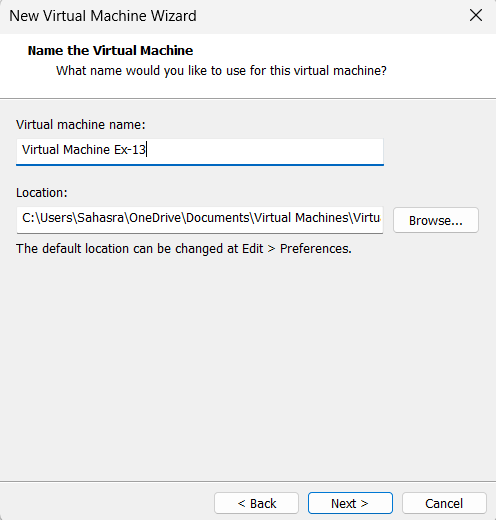 New Virtual Machine Wizard
Name the Virtual Machine
What name would you like to use for this virtual machine?
Virtual machine name:
Virtual Machine Ex-13
Location:
C:\Users\Sahasra\OneDrive\Documents\Virtual Machines\Virtu
Browse...
The default location can be changed at Edit > Preferences.
< Back Next > Cancel